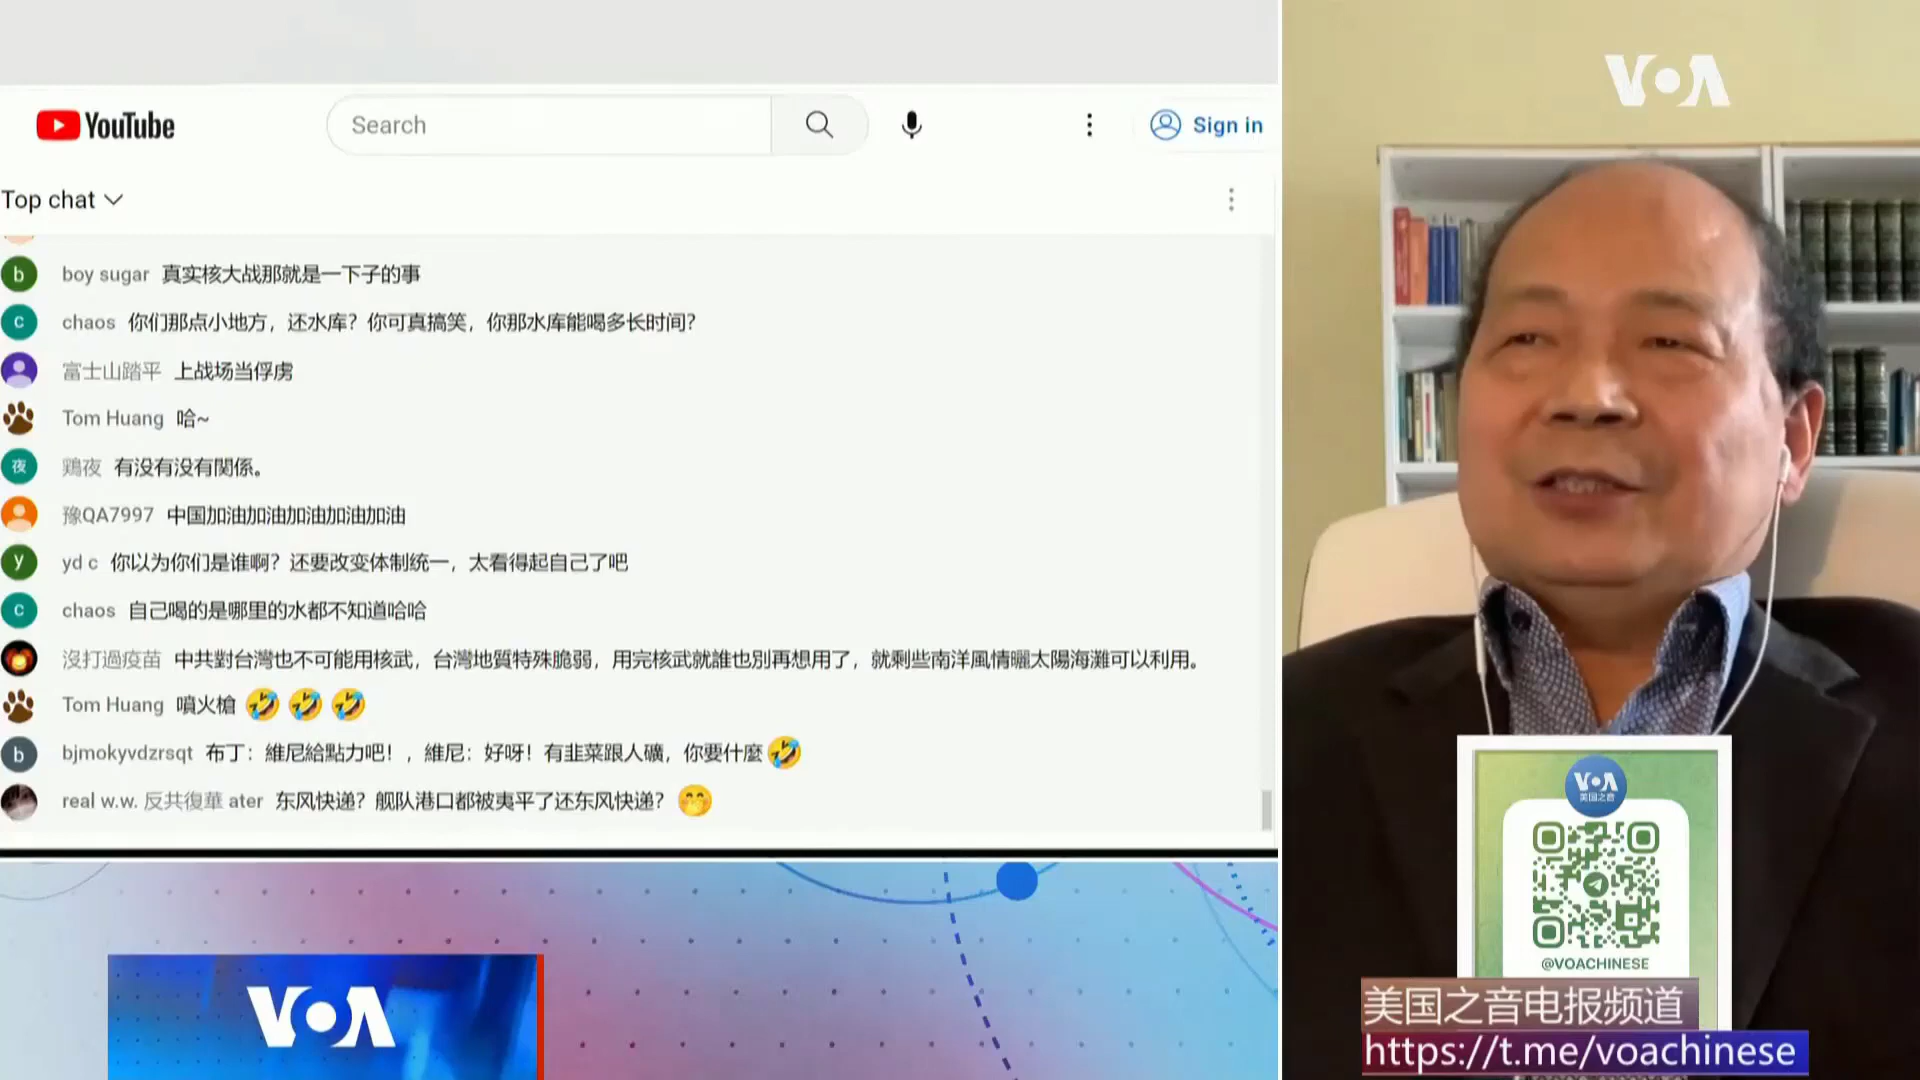 YouTube
Search
Sign in
Top chat
boy sugar 真实核大战那就是一下子的事
chaos 你们那点小地方，还水库？你可真搞笑，你那水库能喝多长时间？
富士山踏平 上战场当俘虏
Tom Huang 哈~
鶏夜 有没有没有関係。
豫QA7997 中国加油加油加油加油加油
yd c 你以为你们是谁啊？还要改变体制统一，太看得起自己了吧
chaos 自己喝的是哪里的水都不知道哈哈
沒打過疫苗 中共對台灣也不可能用核武，台灣地質特殊脆弱，用完核武就誰也別再想用了，就剩些南洋風情曬太陽海灘可以利用。
Tom Huang 噴火槍 🤣 🤣 🤣
bjmokyvdzrsqt 布丁：維尼給點力吧！，維尼：好呀！有韭菜跟人礦，你要什麼 🤣
real w.w. 反共復華 ater 东风快递？舰队港口都被夷平了还东风快递？ 🤭
b
c
夜
y
c
b
VOA
VOA
VOA
美国之音
@VOACHINESE
美国之音电报频道
https://t.me/voachinese